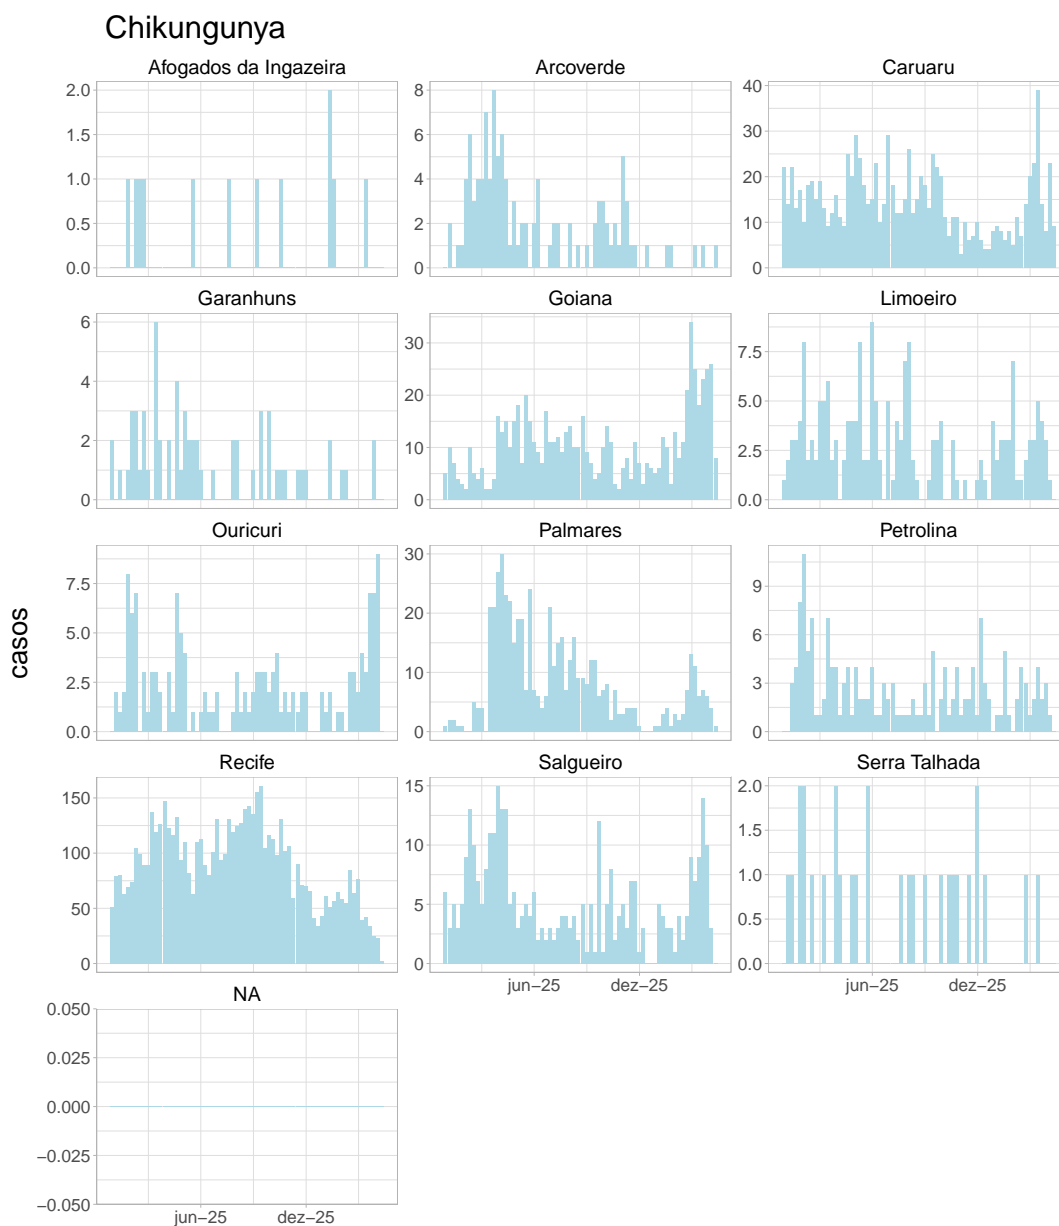 Chikungunya
Afogados da Ingazeira
Arcoverde
Caruaru
2.0
1.5
1.0
0.5
0.0
8
6
4
2
0
40
30
20
10
0
Garanhuns
Goiana
Limoeiro
6
4
2
0
30
20
10
0
7.5
5.0
2.5
0.0
Ouricuri
Palmares
Petrolina
7.5
5.0
2.5
0.0
30
20
10
0
9
6
3
0
casos
Recife
Salgueiro
Serra Talhada
150
100
50
0
15
10
5
0
2.0
1.5
1.0
0.5
0.0
jun−25
dez−25
jun−25
dez−25
NA
0.050
0.025
0.000
−0.025
−0.050
jun−25
dez−25